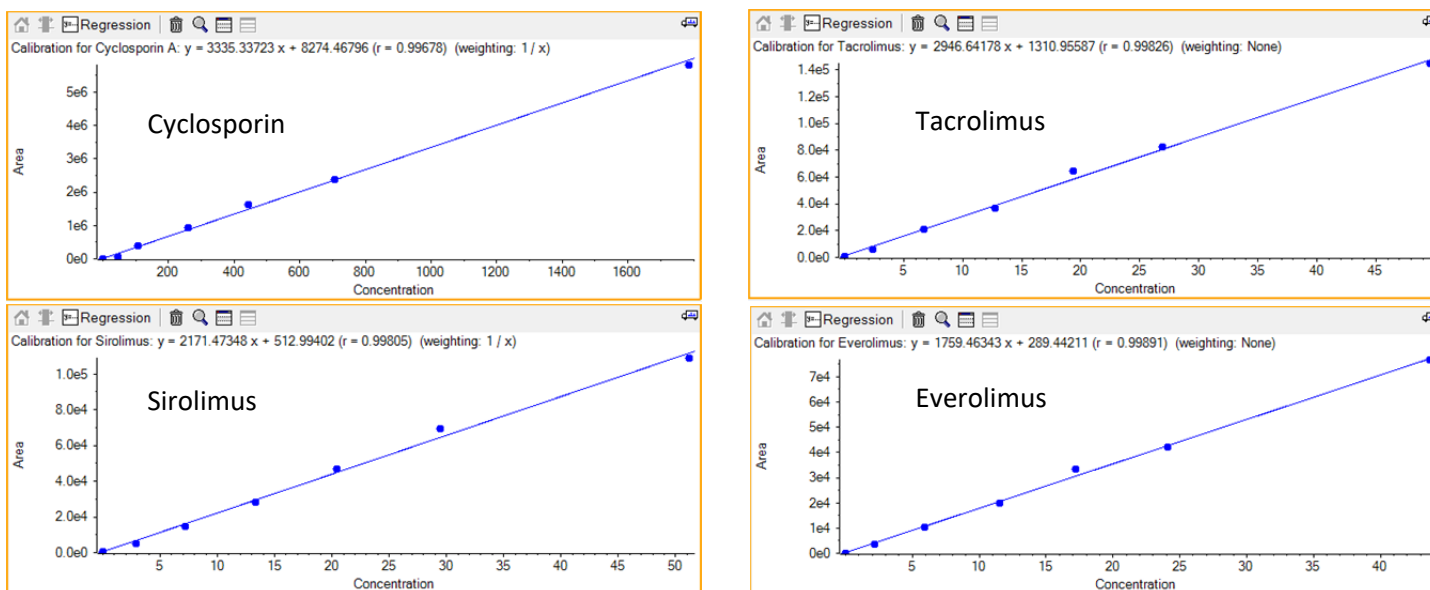 Regression
Calibration for Cyclosporin A: y = 3335.33723 x + 8274.46796 (r = 0.99678) (weighting: 1 / x)
Cyclosporin
Area
5e6
4e6
3e6
2e6
1e6
0e0
200 400 600 800 1000 1200 1400 1600
Concentration
Regression
Calibration for Tacrolimus: y = 2946.64178 x + 1310.95587 (r = 0.99826) (weighting: None)
Tacrolimus
Area
1.4e5
1.2e5
1.0e5
8.0e4
6.0e4
4.0e4
2.0e4
0.0e0
5 10 15 20 25 30 35 40 45
Concentration
Regression
Calibration for Sirolimus: y = 2171.47348 x + 512.99402 (r = 0.99805) (weighting: 1 / x)
Sirolimus
Area
1.0e5
8.0e4
6.0e4
4.0e4
2.0e4
0.0e0
5 10 15 20 25 30 35 40 45 50
Concentration
Regression
Calibration for Everolimus: y = 1759.46343 x + 289.44211 (r = 0.99891) (weighting: None)
Everolimus
Area
7e4
6e4
5e4
4e4
3e4
2e4
1e4
0e0
5 10 15 20 25 30 35 40
Concentration